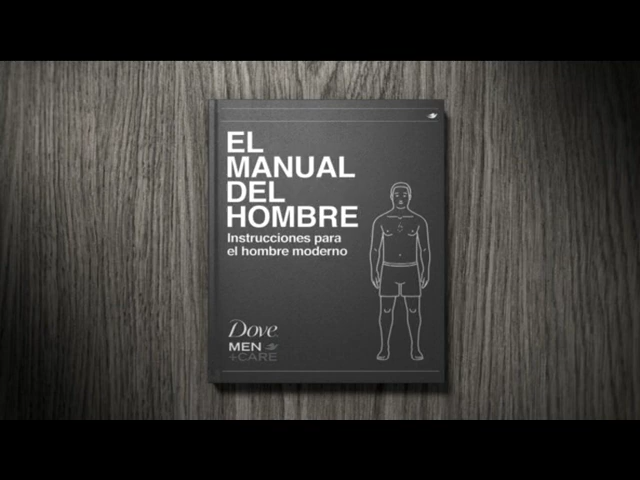 EL
MANUAL
DEL
HOMBRE
Instrucciones para
el hombre moderno
Dove
MEN
+CARE